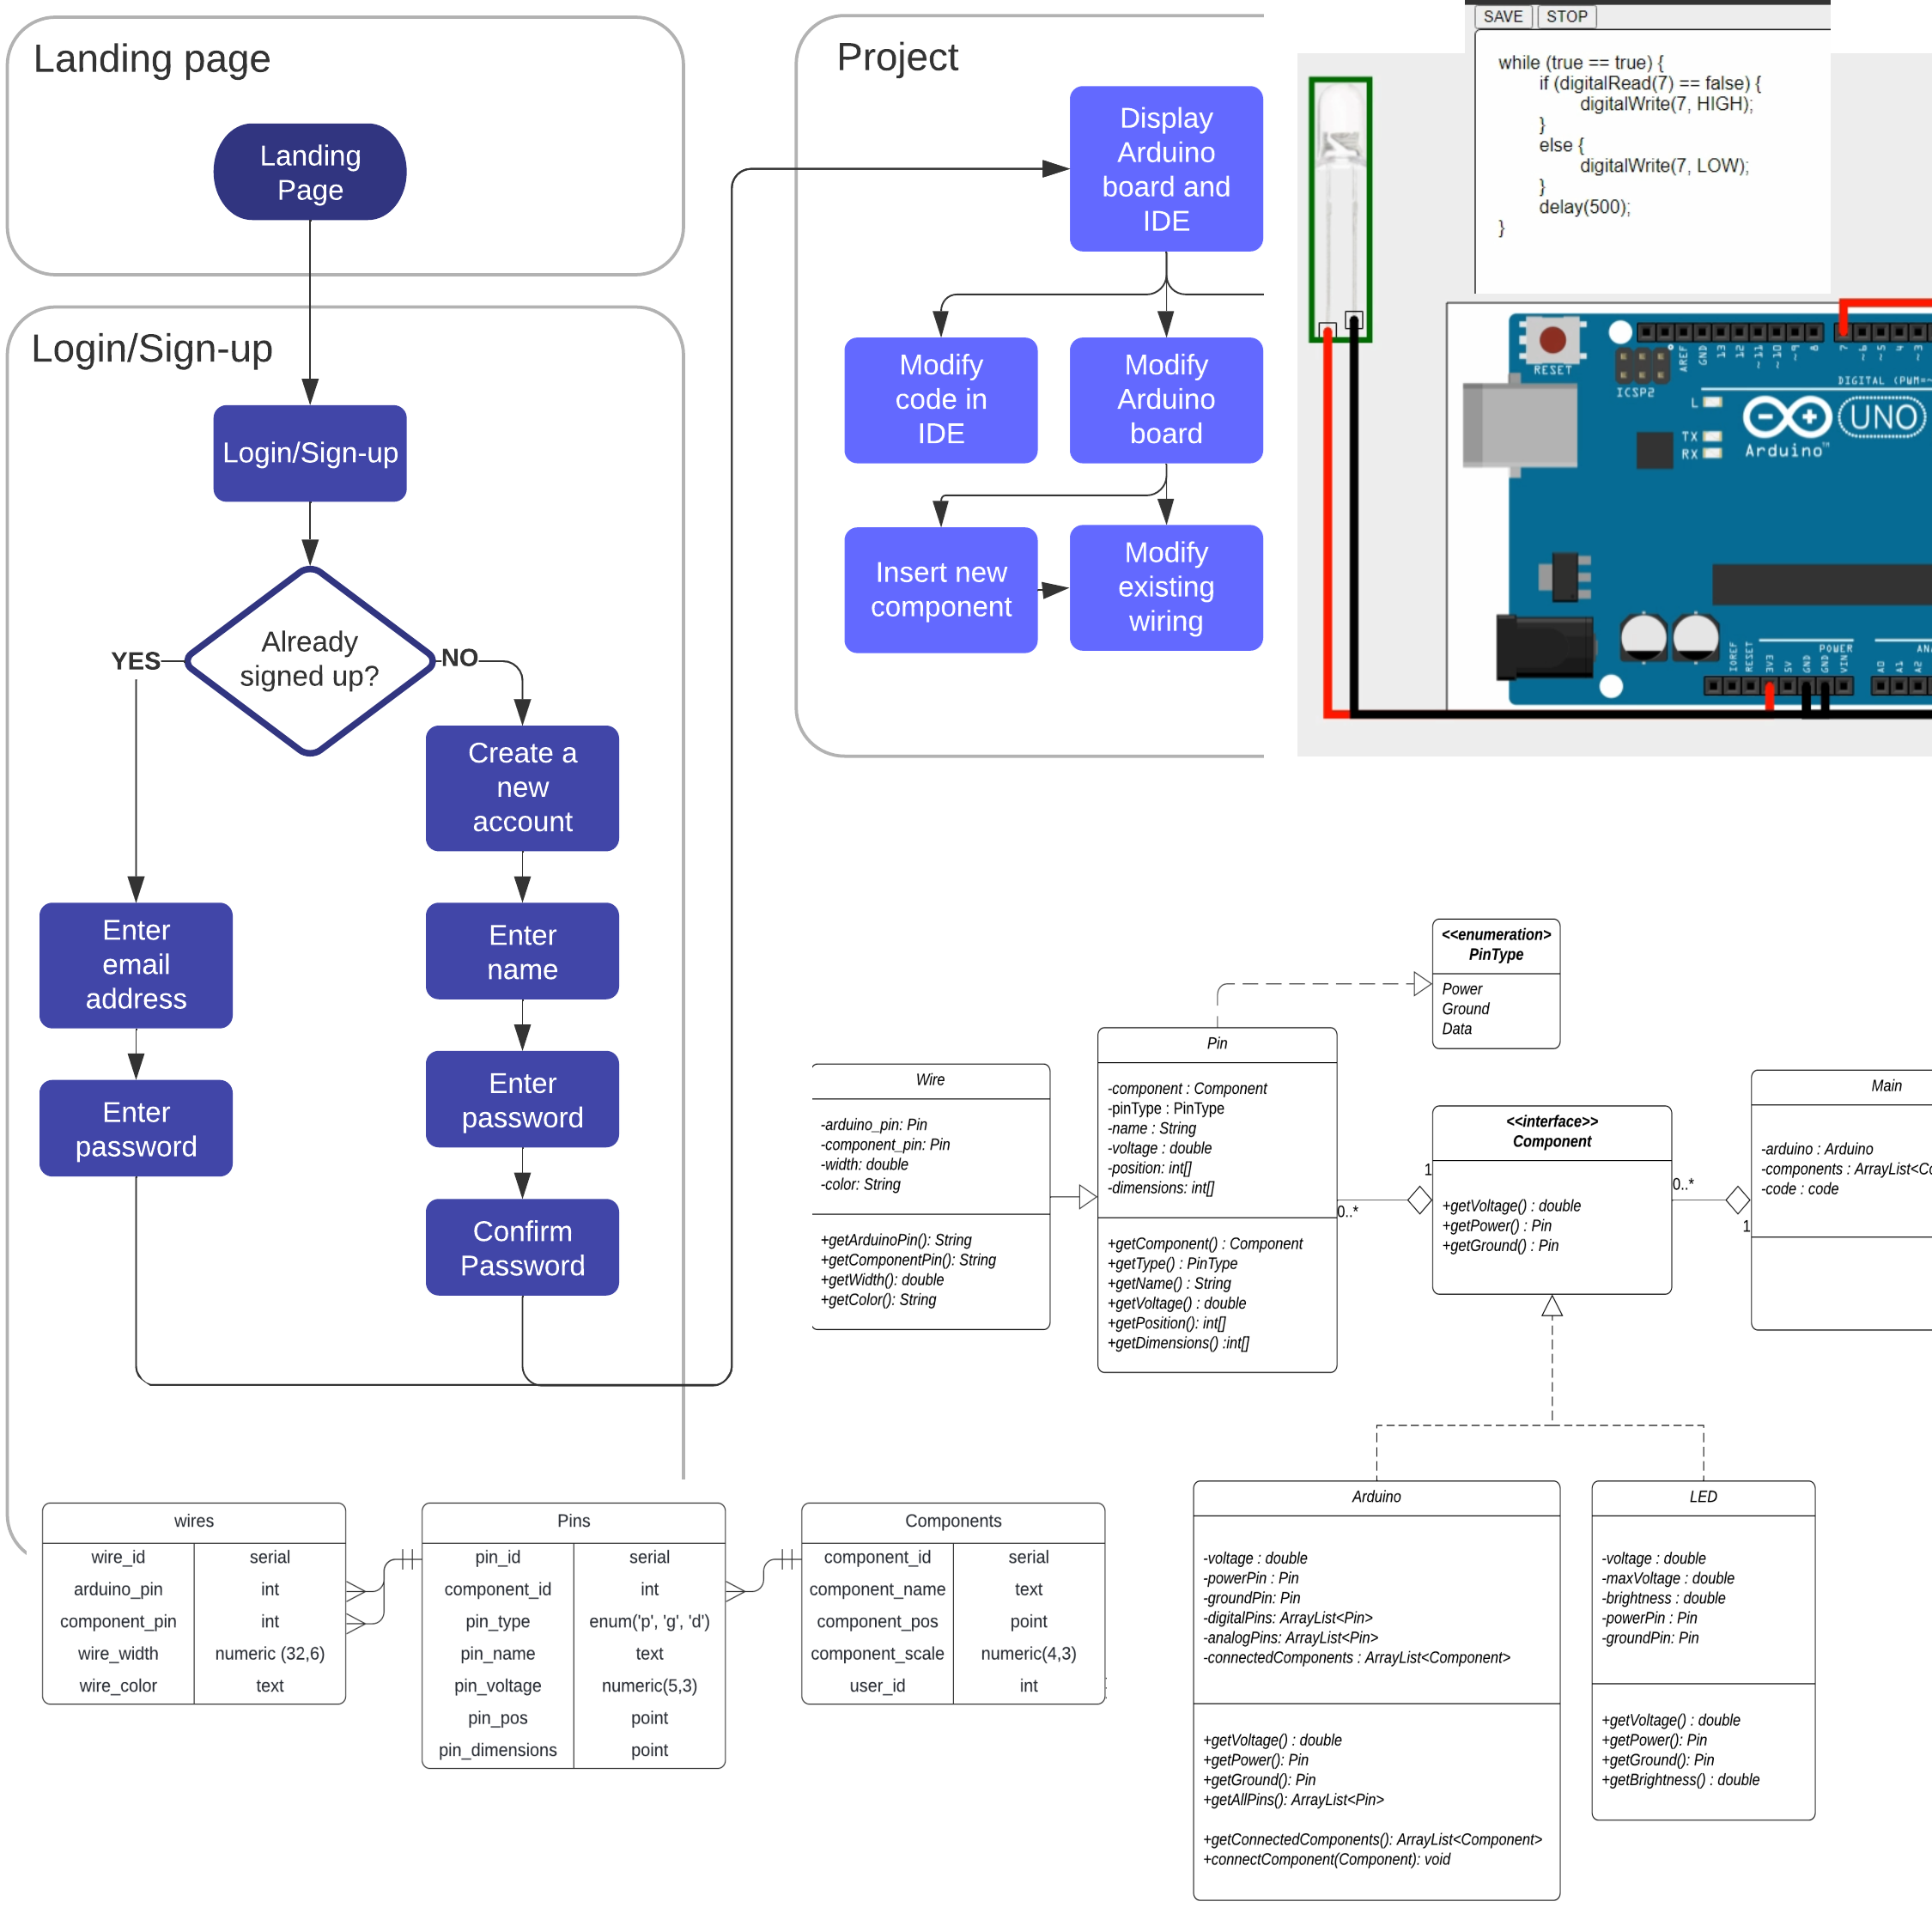 Landing page
Landing
Page
Login/Sign-up
Login/Sign-up
Already
signed up?
YES
NO
Create a
new
account
Enter
email
address
Enter
name
Enter
password
Enter
password
Confirm
Password
Project
Display
Arduino
board and
IDE
Modify
code in
IDE
Modify
Arduino
board
Insert new
component
Modify
existing
wiring
SAVE STOP
while (true == true) {
if (digitalRead(7) == false) {
digitalWrite(7, HIGH);
}
else {
digitalWrite(7, LOW);
}
delay(500);
}
RESET
ICSP2
AREF
GND
13
12
~11
~10
~9
8
7
~6
~5
4
~3
DIGITAL (PWM=~
L
TX
RX
UNO
Arduino™
POWER
IOREF
RESET
3V3
5V
GND
GND
VIN
A0
A1
A2
<<enumeration>
PinType
Power
Ground
Data
Wire
-arduino_pin: Pin
-component_pin: Pin
-width: double
-color: String
+getArduinoPin(): String
+getComponentPin(): String
+getWidth(): double
+getColor(): String
Pin
-component : Component
-pinType : PinType
-name : String
-voltage : double
-position: int[]
-dimensions: int[]
+getComponent() : Component
+getType() : PinType
+getName() : String
+getVoltage() : double
+getPosition(): int[]
+getDimensions() :int[]
0..*
1
<<interface>>
Component
+getVoltage() : double
+getPower() : Pin
+getGround() : Pin
0..*
1
Main
-arduino : Arduino
-components : ArrayList<Co
-code : code
Arduino
-voltage : double
-powerPin : Pin
-groundPin: Pin
-digitalPins: ArrayList<Pin>
-analogPins: ArrayList<Pin>
-connectedComponents : ArrayList<Component>
+getVoltage() : double
+getPower(): Pin
+getGround(): Pin
+getAllPins(): ArrayList<Pin>
+getConnectedComponents(): ArrayList<Component>
+connectComponent(Component): void
LED
-voltage : double
-maxVoltage : double
-brightness : double
-powerPin : Pin
-groundPin: Pin
+getVoltage() : double
+getPower(): Pin
+getGround(): Pin
+getBrightness() : double
wires
wire_id serial
arduino_pin int
component_pin int
wire_width numeric (32,6)
wire_color text
Pins
pin_id serial
component_id int
pin_type enum('p', 'g', 'd')
pin_name text
pin_voltage numeric(5,3)
pin_pos point
pin_dimensions point
Components
component_id serial
component_name text
component_pos point
component_scale numeric(4,3)
user_id int